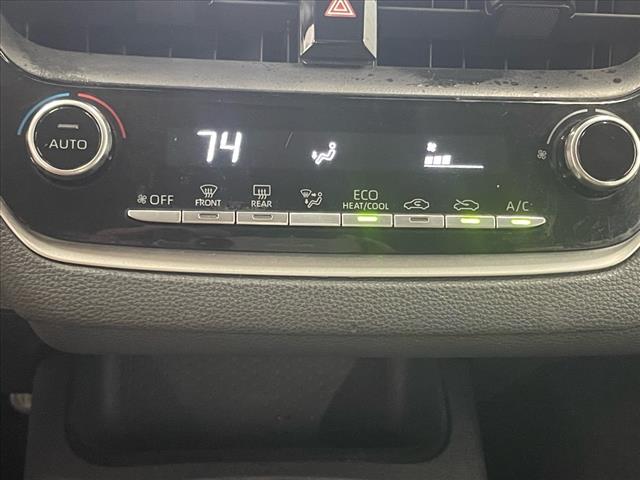 AUTO
74
OFF
FRONT
REAR
ECO
HEAT/COOL
A/C